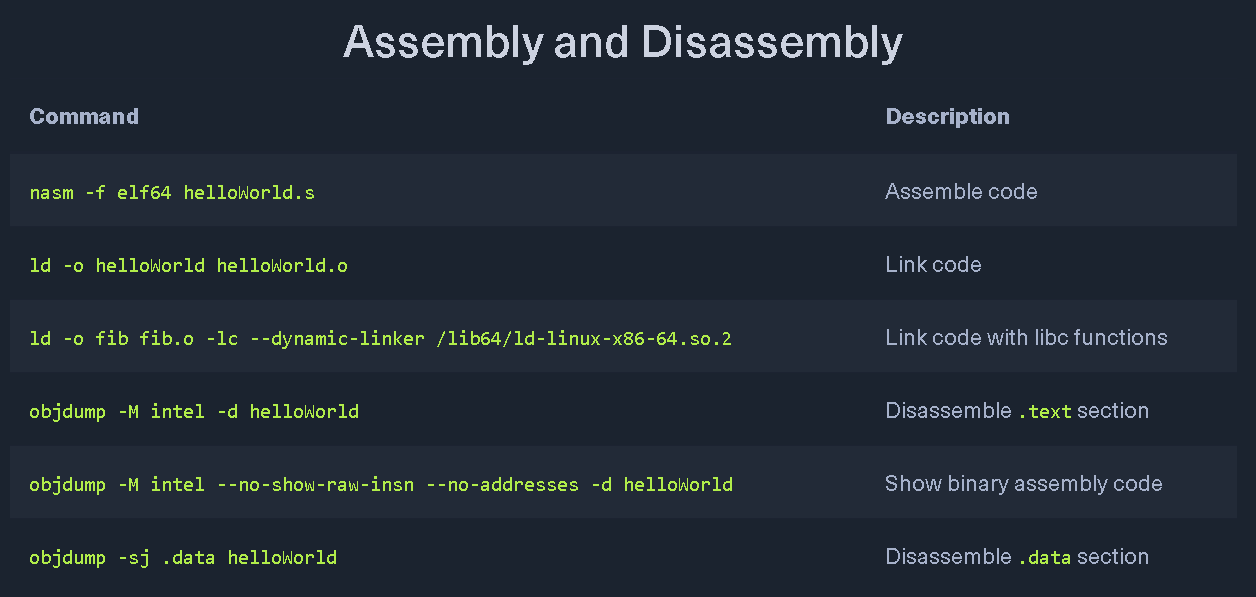 Assembly and Disassembly
Command Description
nasm -f elf64 helloWorld.s Assemble code
ld -o helloWorld helloWorld.o Link code
ld -o fib fib.o -lc --dynamic-linker /lib64/ld-linux-x86-64.so.2 Link code with libc functions
objdump -M intel -d helloWorld Disassemble .text section
objdump -M intel --no-show-raw-insn --no-addresses -d helloWorld Show binary assembly code
objdump -sj .data helloWorld Disassemble .data section